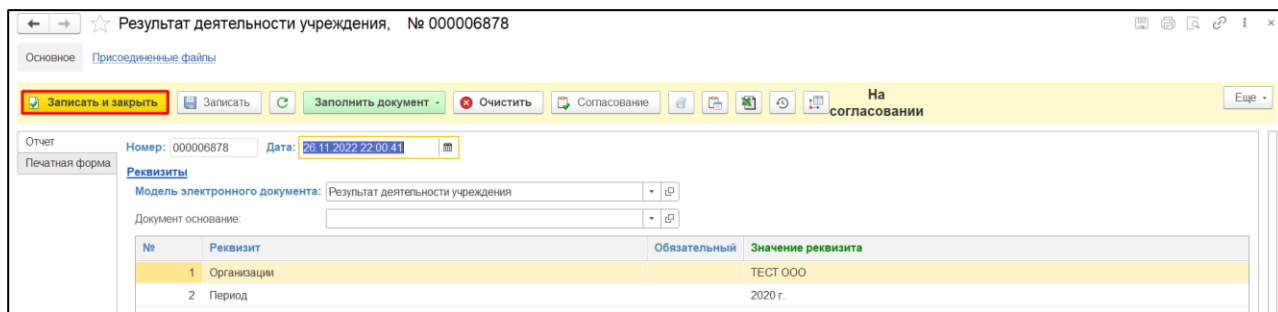 Результат деятельности учреждения, № 000006878
Основное Присоединенные файлы
Записать и закрыть Записать Заполнить документ Очистить Согласование На согласовании Еще
Отчет
Печатная форма
Номер: 000006878 Дата: 26.11.2022 22:00:41
Реквизиты
Модель электронного документа: Результат деятельности учреждения
Документ основание:
№ Реквизит Обязательный Значение реквизита
1 Организации ТЕСТ ООО
2 Период 2020 г.